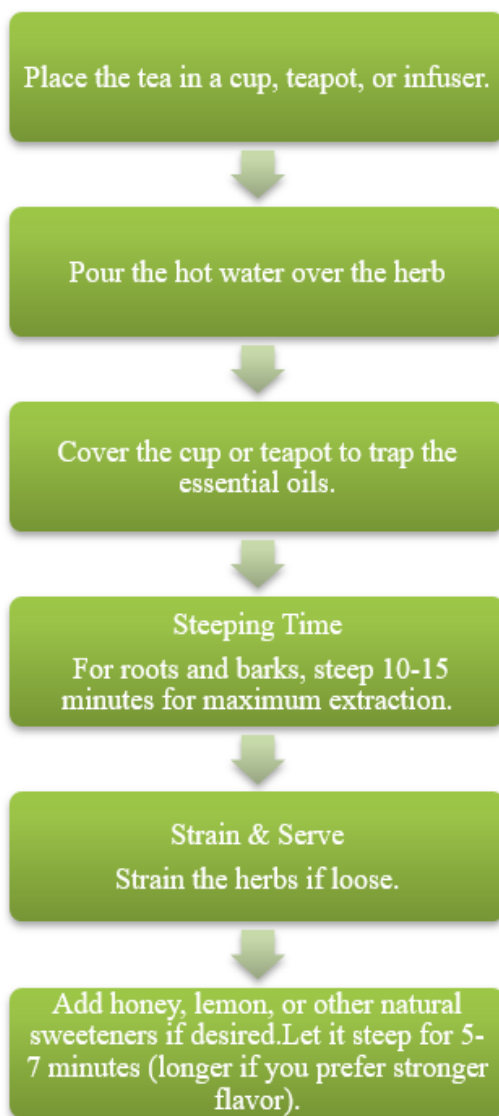 Place the tea in a cup, teapot, or infuser.
Pour the hot water over the herb
Cover the cup or teapot to trap the
essential oils.
Steeping Time
For roots and barks, steep 10-15
minutes for maximum extraction.
Strain & Serve
Strain the herbs if loose.
Add honey, lemon, or other natural
sweeteners if desired.Let it steep for 5-
7 minutes (longer if you prefer stronger
flavor).